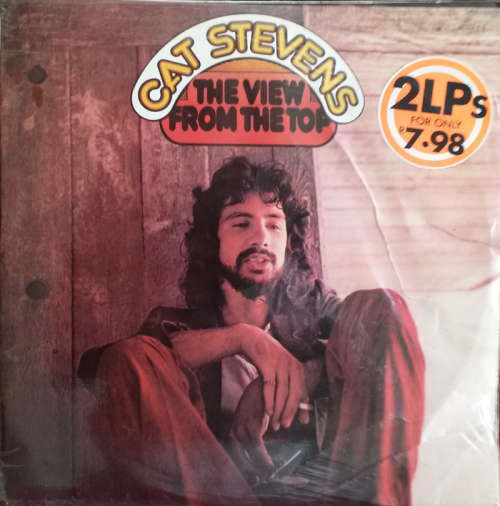 CAT STEVENS
THE VIEW
FROM THE TOP
2LPs
FOR ONLY
R7·98